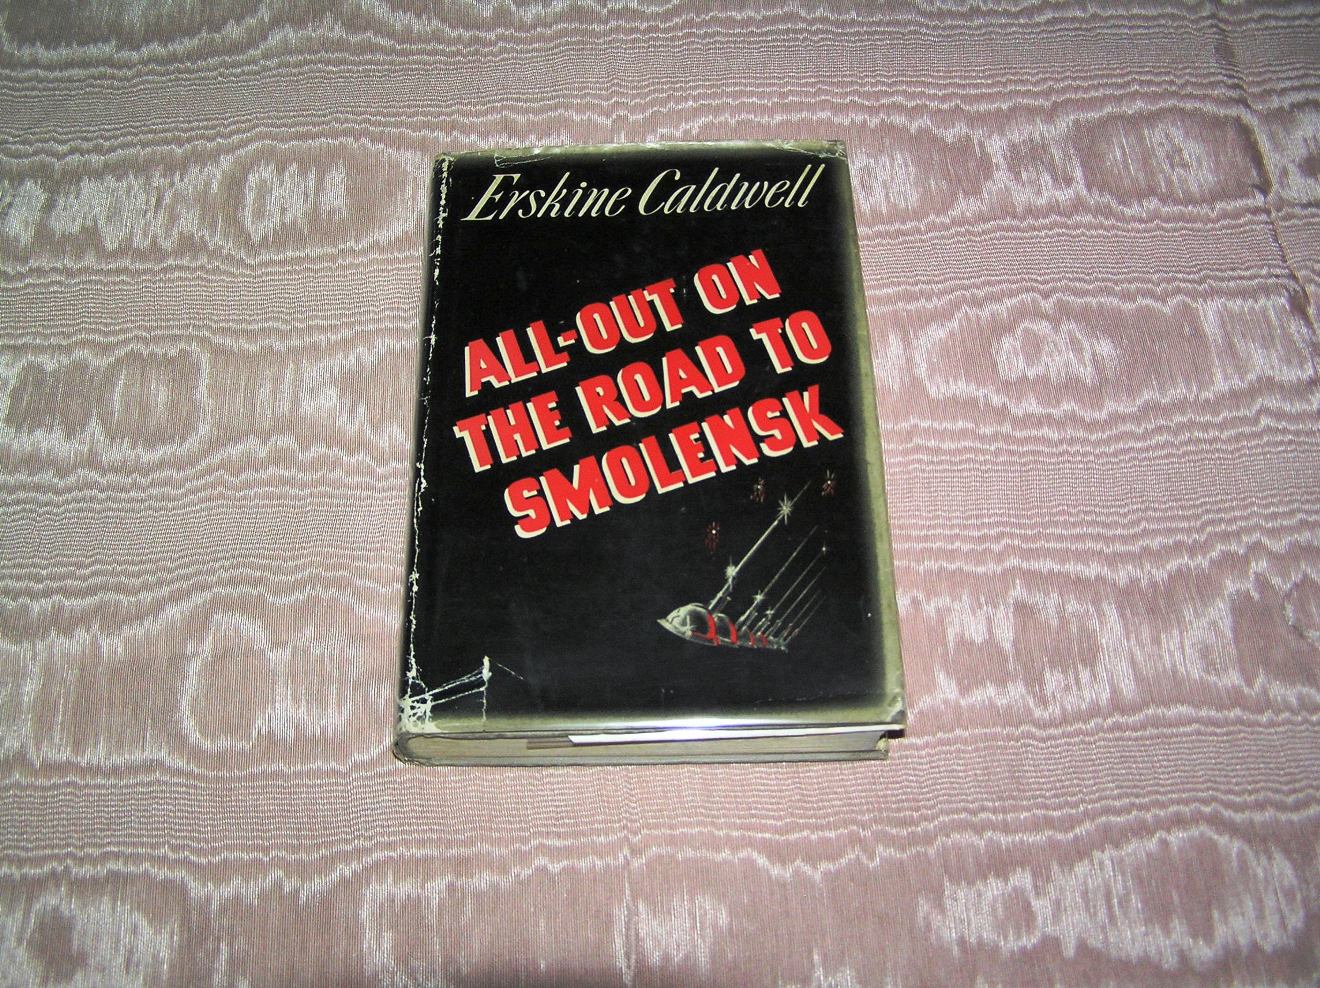 Erskine Caldwell
ALL-OUT ON
THE ROAD TO
SMOLENSK